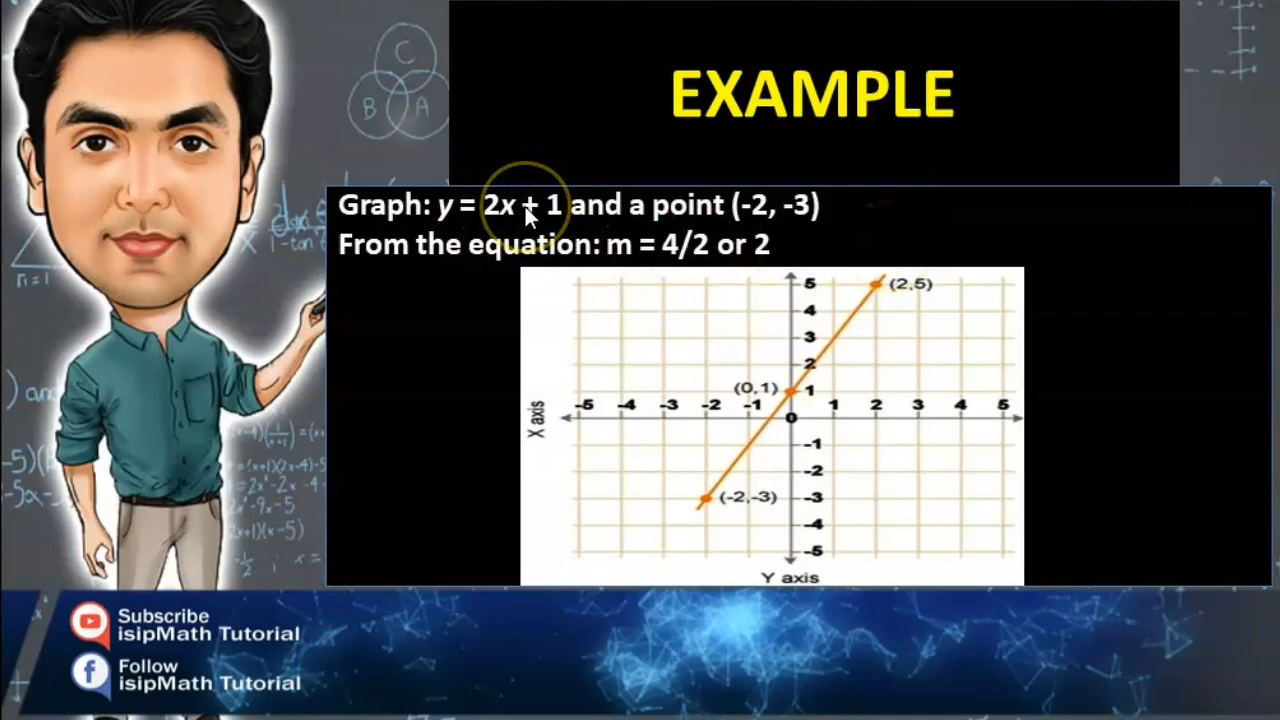 EXAMPLE
Graph: y = 2x + 1 and a point (-2, -3)
From the equation: m = 4/2 or 2
5
(2,5)
4
3
2
(0,1)
1
-5 -4 -3 -2 -1 0 1 2 3 4 5
X axis
-1
-2
(-2,-3)
-3
-4
-5
Y axis
C
B A
n=1
Subscribe
isipMath Tutorial
Follow
isipMath Tutorial